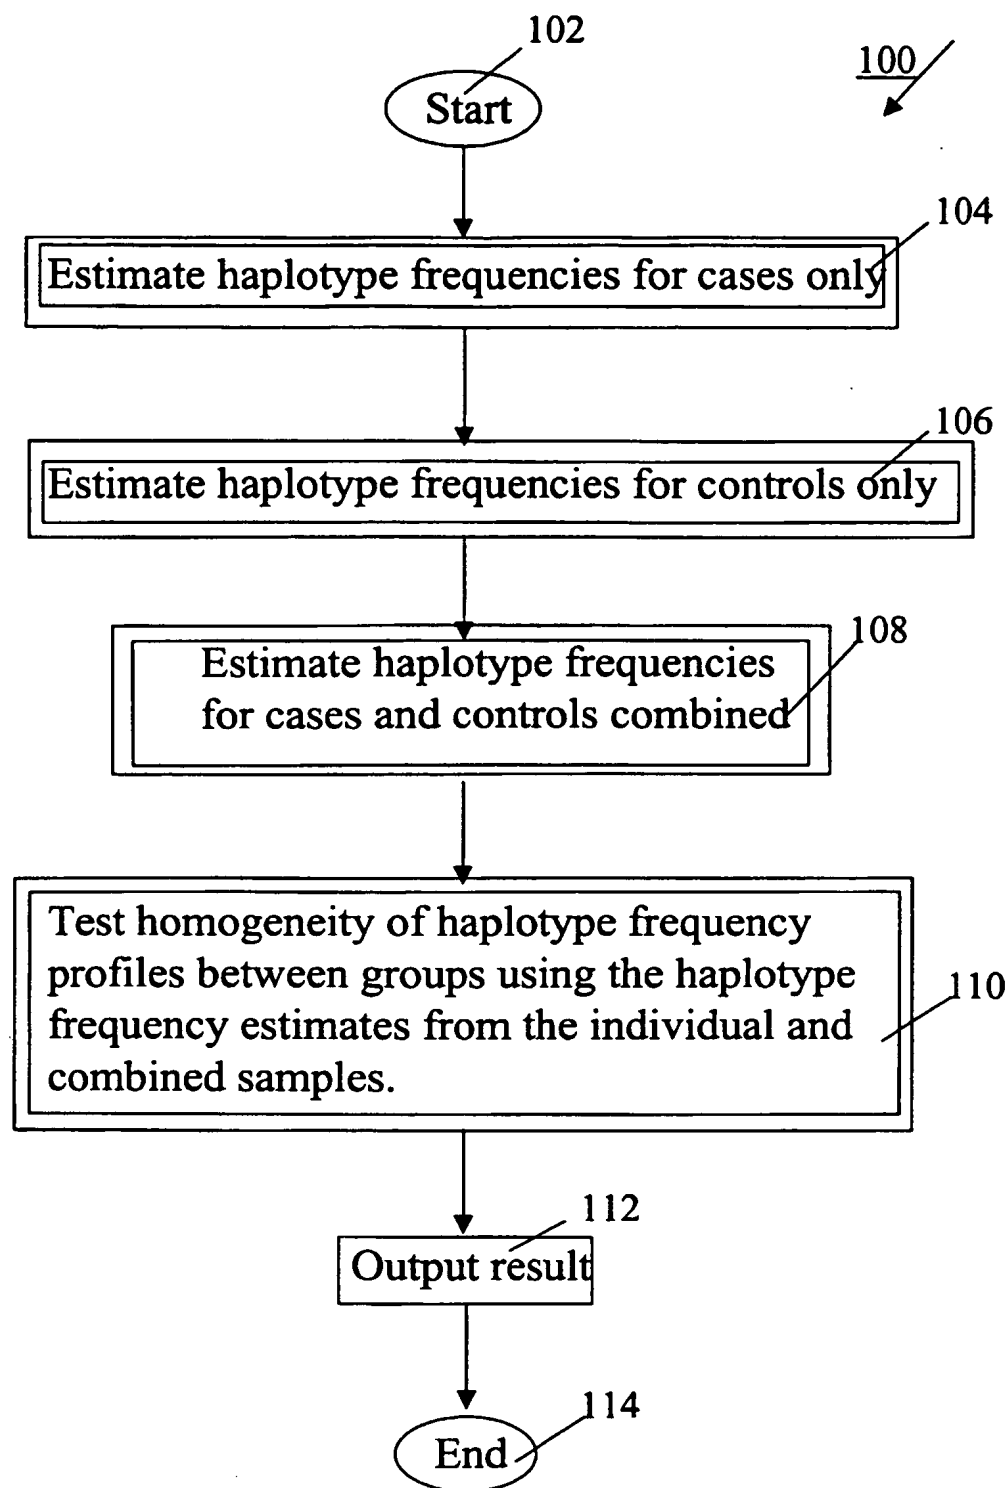 102
100
Start
104
Estimate haplotype frequencies for cases only
106
Estimate haplotype frequencies for controls only
108
Estimate haplotype frequencies
for cases and controls combined
Test homogeneity of haplotype frequency
profiles between groups using the haplotype
frequency estimates from the individual and
combined samples.
110
112
Output result
114
End